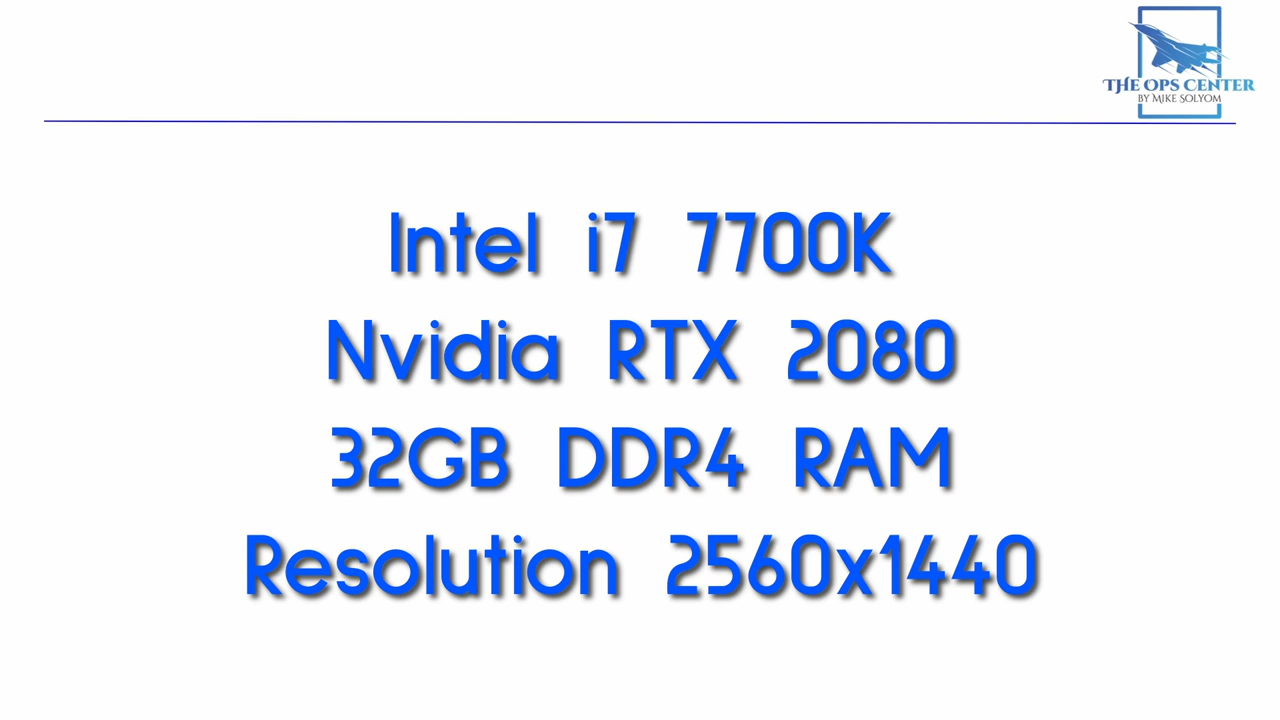 THE OPS CENTER
BY MIKE SOLYOM
Intel i7 7700K
Nvidia RTX 2080
32GB DDR4 RAM
Resolution 2560x1440